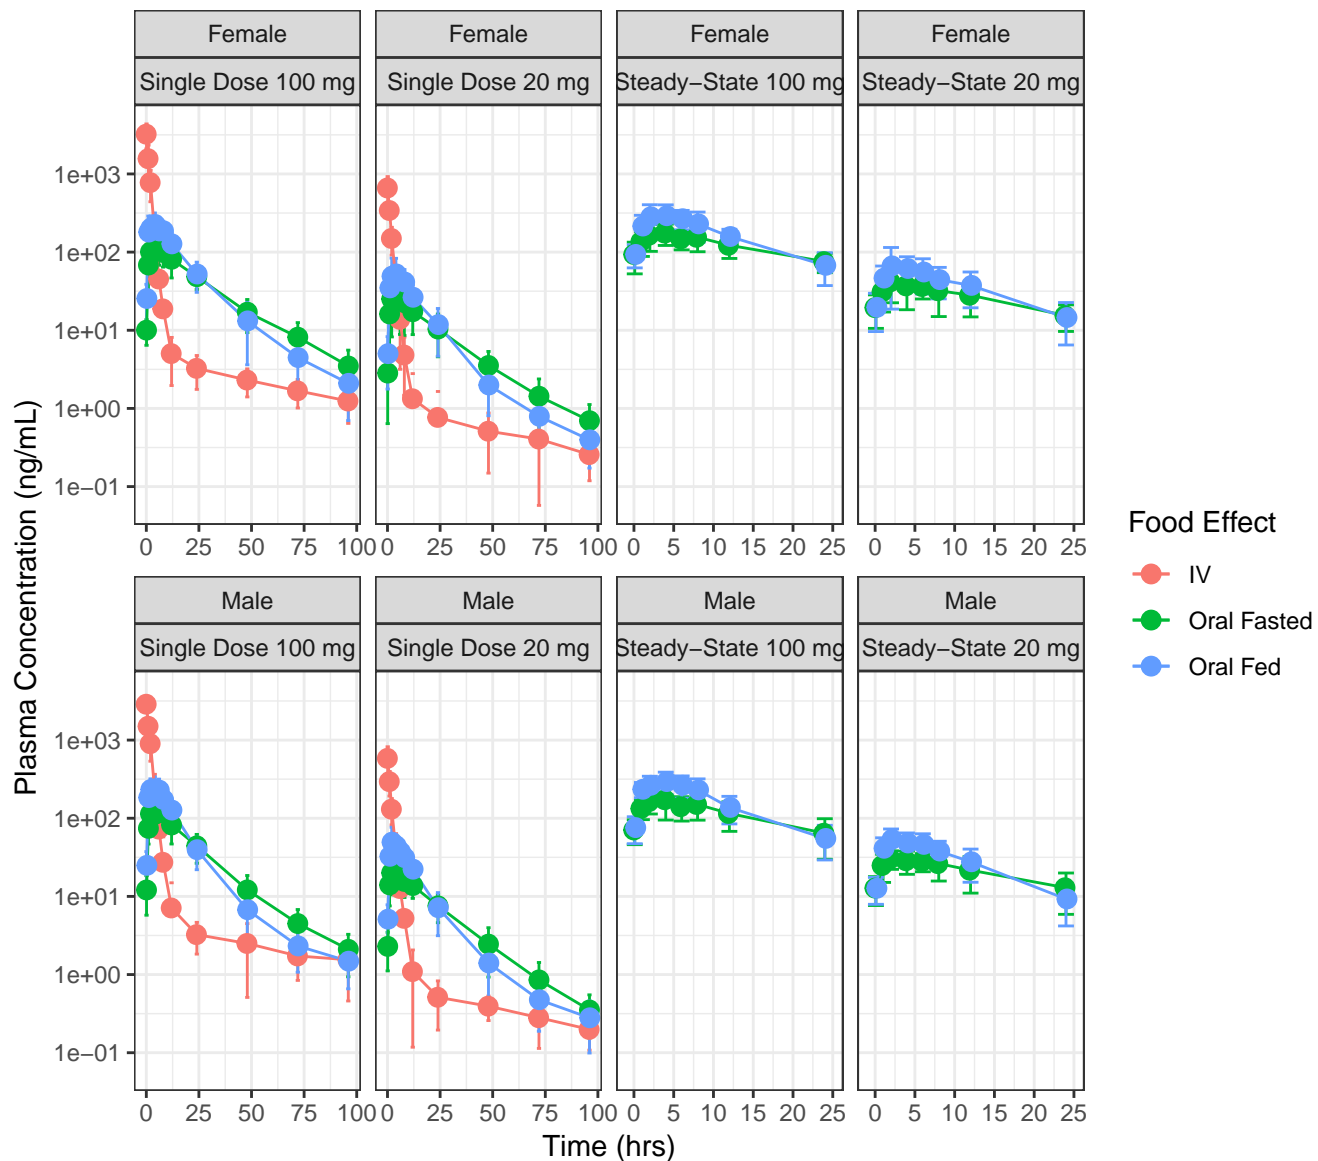 Female Female Female Female
Single Dose 100 mg Single Dose 20 mg Steady−State 100 mg Steady−State 20 mg
1e+03
1e+02
1e+01
1e+00
1e−01
0 25 50 75 100 0 25 50 75 100 0 5 10 15 20 25 0 5 10 15 20 25
Male Male Male Male
Single Dose 100 mg Single Dose 20 mg Steady−State 100 mg Steady−State 20 mg
1e+03
1e+02
1e+01
1e+00
1e−01
0 25 50 75 100 0 25 50 75 100 0 5 10 15 20 25 0 5 10 15 20 25
Time (hrs)
Plasma Concentration (ng/mL)
Food Effect
IV
Oral Fasted
Oral Fed